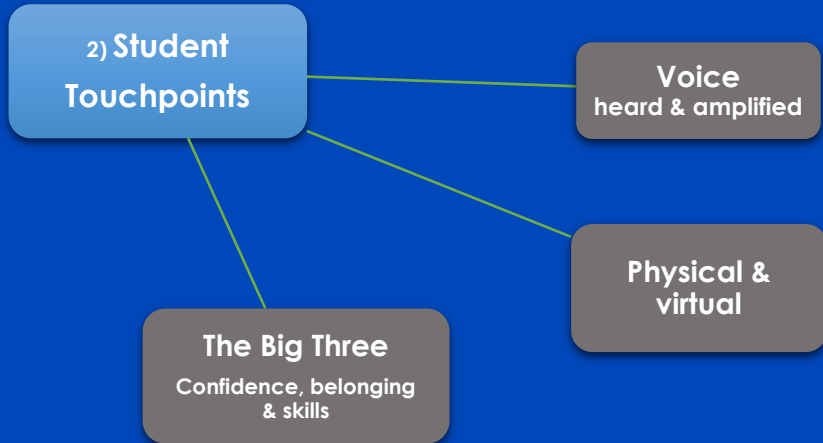 2) Student
Touchpoints
Voice
heard & amplified
Physical &
virtual
The Big Three
Confidence, belonging
& skills